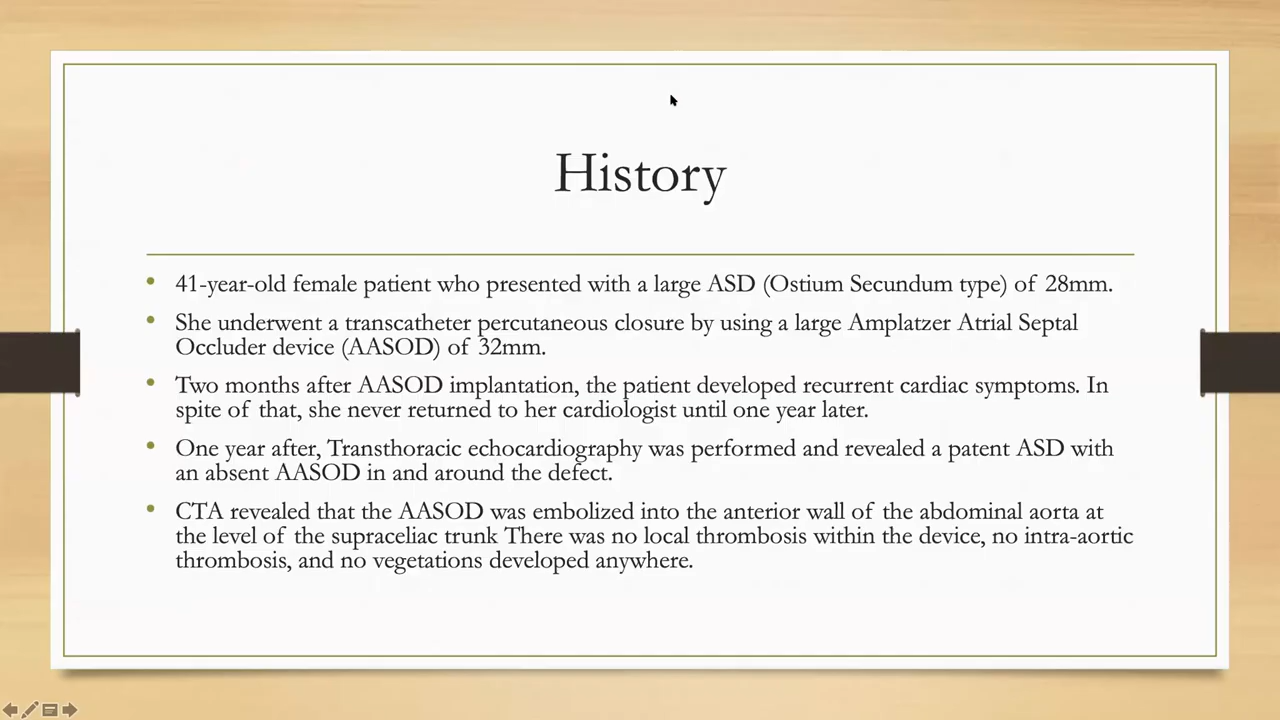 History
• 41-year-old female patient who presented with a large ASD (Ostium Secundum type) of 28mm.
• She underwent a transcatheter percutaneous closure by using a large Amplatzer Atrial Septal
Occluder device (AASOD) of 32mm.
• Two months after AASOD implantation, the patient developed recurrent cardiac symptoms. In
spite of that, she never returned to her cardiologist until one year later.
• One year after, Transthoracic echocardiography was performed and revealed a patent ASD with
an absent AASOD in and around the defect.
• CTA revealed that the AASOD was embolized into the anterior wall of the abdominal aorta at
the level of the supraceliac trunk There was no local thrombosis within the device, no intra-aortic
thrombosis, and no vegetations developed anywhere.